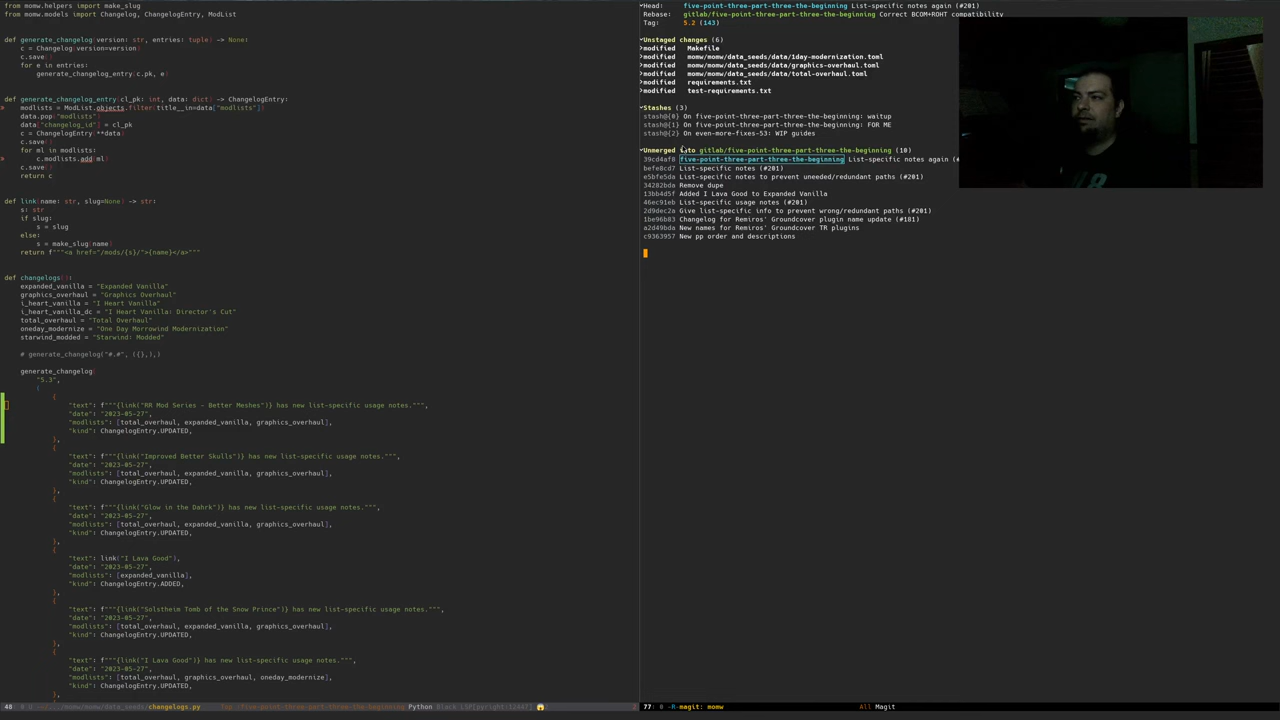 from momw.helpers import make_slug
from momw.models import Changelog, ChangelogEntry, ModList
def generate_changelog(version: str, entries: tuple) -> None:
c = Changelog(version=version)
c.save()
for e in entries:
generate_changelog_entry(c.pk, e)
def generate_changelog_entry(cl_pk: int, data: dict) -> ChangelogEntry:
modlists = ModList.objects.filter(title__in=data["modlists"])
data.pop("modlists")
data["changelog_id"] = cl_pk
c = ChangelogEntry(**data)
c.save()
for ml in modlists:
c.modlists.add(ml)
c.save()
return c
def link(name: str, slug=None) -> str:
s: str
if slug:
s = slug
else:
s = make_slug(name)
return f"""<a href="/mods/{s}/">{name}</a>"""
def changelogs():
expanded_vanilla = "Expanded Vanilla"
graphics_overhaul = "Graphics Overhaul"
i_heart_vanilla = "I Heart Vanilla"
i_heart_vanilla_dc = "I Heart Vanilla: Director's Cut"
total_overhaul = "Total Overhaul"
oneday_modernize = "One Day Morrowind Modernization"
starwind_modded = "Starwind: Modded"
# generate_changelog("#.#", ({},),)
generate_changelog(
"5.3",
(
{
"text": f"""{link("RR Mod Series - Better Meshes")} has new list-specific usage notes.""",
"date": "2023-05-27",
"modlists": [total_overhaul, expanded_vanilla, graphics_overhaul],
"kind": ChangelogEntry.UPDATED,
},
{
"text": f"""{link("Improved Better Skulls")} has new list-specific usage notes.""",
"date": "2023-05-27",
"modlists": [total_overhaul, expanded_vanilla, graphics_overhaul],
"kind": ChangelogEntry.UPDATED,
},
{
"text": f"""{link("Glow in the Dahrk")} has new list-specific usage notes.""",
"date": "2023-05-27",
"modlists": [total_overhaul, expanded_vanilla, graphics_overhaul],
"kind": ChangelogEntry.UPDATED,
},
{
"text": link("I Lava Good"),
"date": "2023-05-27",
"modlists": [expanded_vanilla],
"kind": ChangelogEntry.ADDED,
},
{
"text": f"""{link("Solstheim Tomb of the Snow Prince")} has new list-specific usage notes.""",
"date": "2023-05-27",
"modlists": [total_overhaul, expanded_vanilla, graphics_overhaul],
"kind": ChangelogEntry.UPDATED,
},
{
"text": f"""{link("I Lava Good")} has new list-specific usage notes.""",
"date": "2023-05-27",
"modlists": [total_overhaul, graphics_overhaul, oneday_modernize],
"kind": ChangelogEntry.UPDATED,
},
changelogs.py Top five-point-three-part-three-the-beginning Python Black LSP[pyright:12447] 2
Head: five-point-three-part-three-the-beginning List-specific notes again (#201)
Rebase: gitlab/five-point-three-part-three-the-beginning Correct BCOM+ROHT compatibility
Tag: 5.2 (143)
Unstaged changes (6)
modified Makefile
modified momw/momw/data_seeds/data/1day-modernization.toml
modified momw/momw/data_seeds/data/graphics-overhaul.toml
modified momw/momw/data_seeds/data/total-overhaul.toml
modified requirements.txt
modified test-requirements.txt
Stashes (3)
stash@{0} On five-point-three-part-three-the-beginning: waitup
stash@{1} On five-point-three-part-three-the-beginning: FOR ME
stash@{2} On even-more-fixes-53: WIP guides
Unmerged into gitlab/five-point-three-part-three-the-beginning (10)
39cd4af8 five-point-three-part-three-the-beginning List-specific notes again (#
befe8cd7 List-specific notes (#201)
e5bfe5da List-specific notes to prevent uneeded/redundant paths (#201)
34282bda Remove dupe
13bb4d5f Added I Lava Good to Expanded Vanilla
46ec91eb List-specific usage notes (#201)
2d9dec2a Give list-specific info to prevent wrong/redundant paths (#201)
1be96b83 Changelog for Remiros' Groundcover plugin name update (#181)
a2d49bda New names for Remiros' Groundcover TR plugins
c9363957 New pp order and descriptions
77: 0 -R magit: momw All Magit